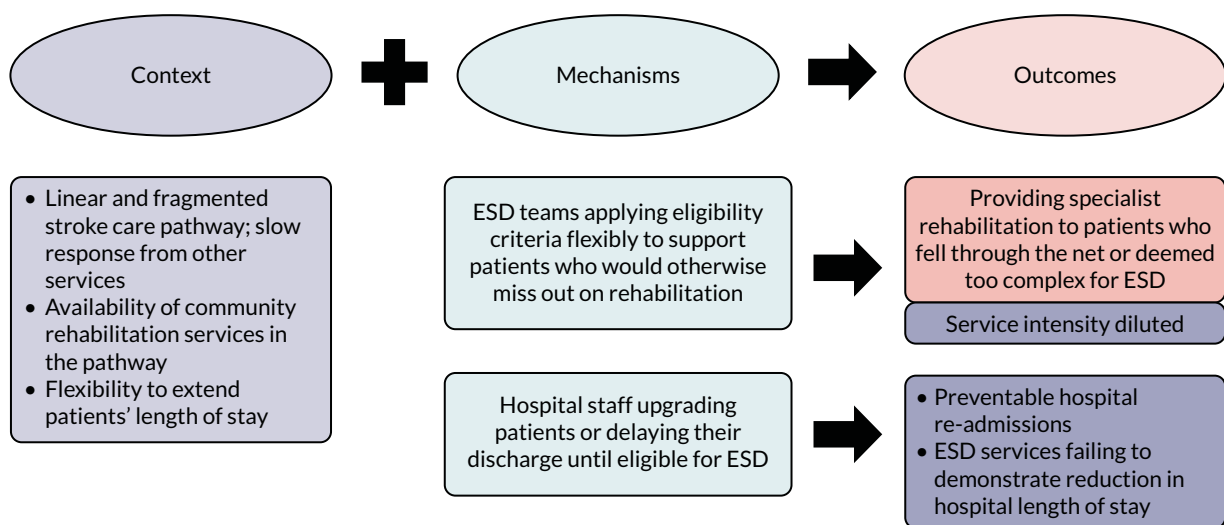 Context
Mechanisms
Outcomes
• Linear and fragmented
stroke care pathway; slow
response from other
services
• Availability of community
rehabilitation services in
the pathway
• Flexibility to extend
patients’ length of stay
ESD teams applying eligibility
criteria flexibly to support
patients who would otherwise
miss out on rehabilitation
Providing specialist
rehabilitation to patients who
fell through the net or deemed
too complex for ESD
Service intensity diluted
Hospital staff upgrading
patients or delaying their
discharge until eligible for ESD
• Preventable hospital
re-admissions
• ESD services failing to
demonstrate reduction in
hospital length of stay